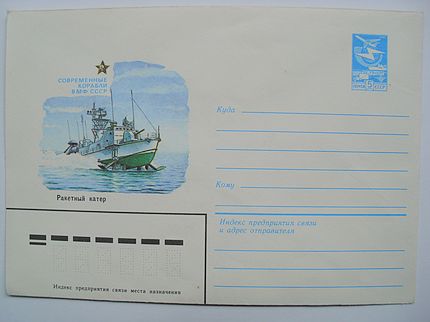 СОВРЕМЕННЫЕ
КОРАБЛИ
ВМФ СССР
Ракетный катер
Индекс предприятия связи места назначения
ПОЧТА 5 СССР
Куда
Кому
Индекс предприятия связи
и адрес отправителя